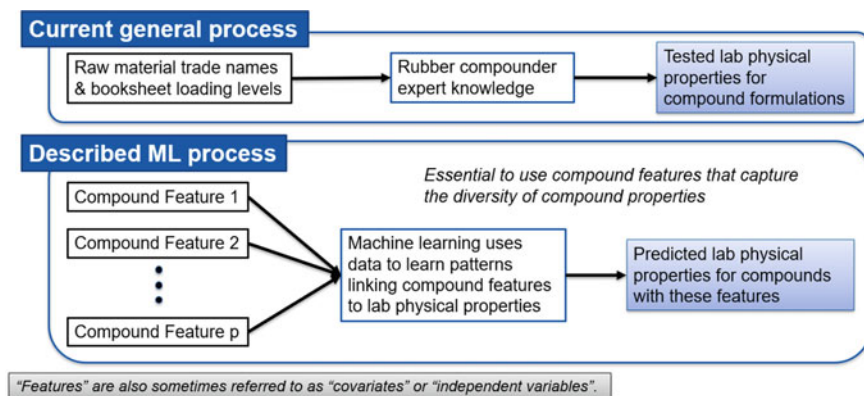 Current general process
Raw material trade names
& booksheet loading levels
Rubber compounder
expert knowledge
Tested lab physical
properties for
compound formulations
Described ML process
Essential to use compound features that capture
the diversity of compound properties
Compound Feature 1
Compound Feature 2
Compound Feature p
Machine learning uses
data to learn patterns
linking compound features
to lab physical properties
Predicted lab physical
properties for compounds
with these features
“Features” are also sometimes referred to as “covariates” or “independent variables”.